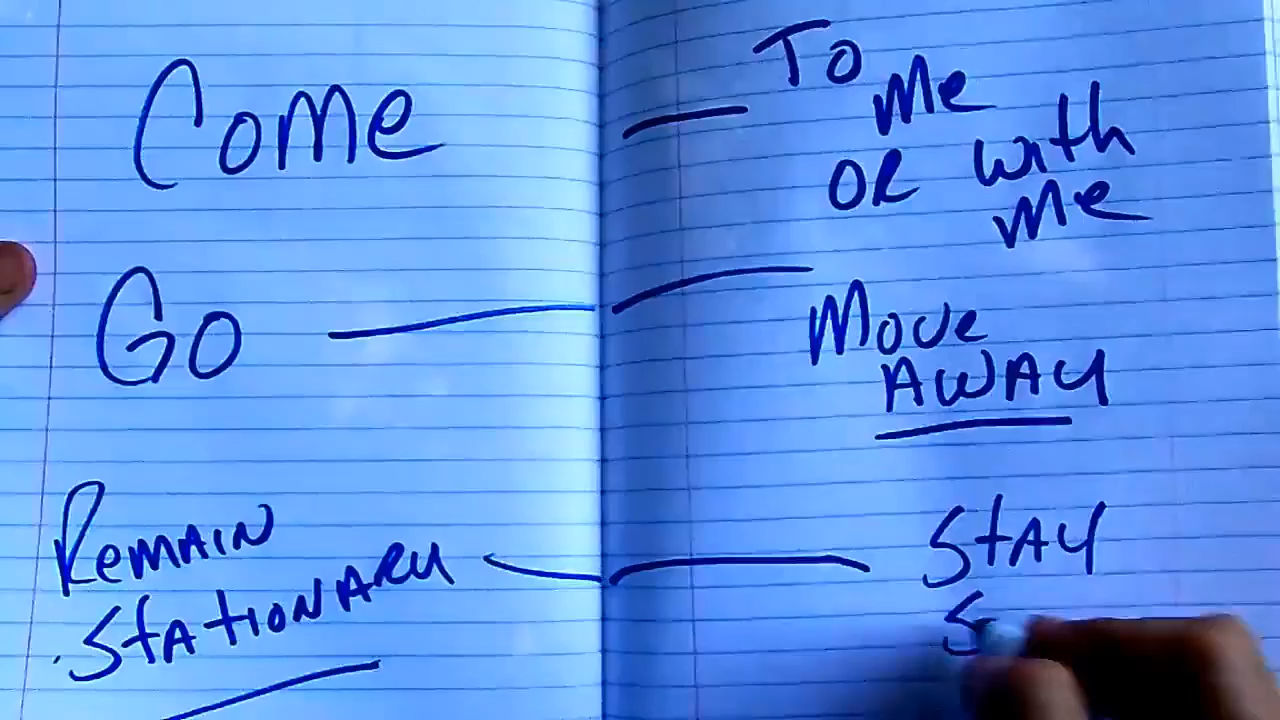 Come
To
Me
OR with
Me
Go
Move
AWAY
Remain
Stationary
Stay
S